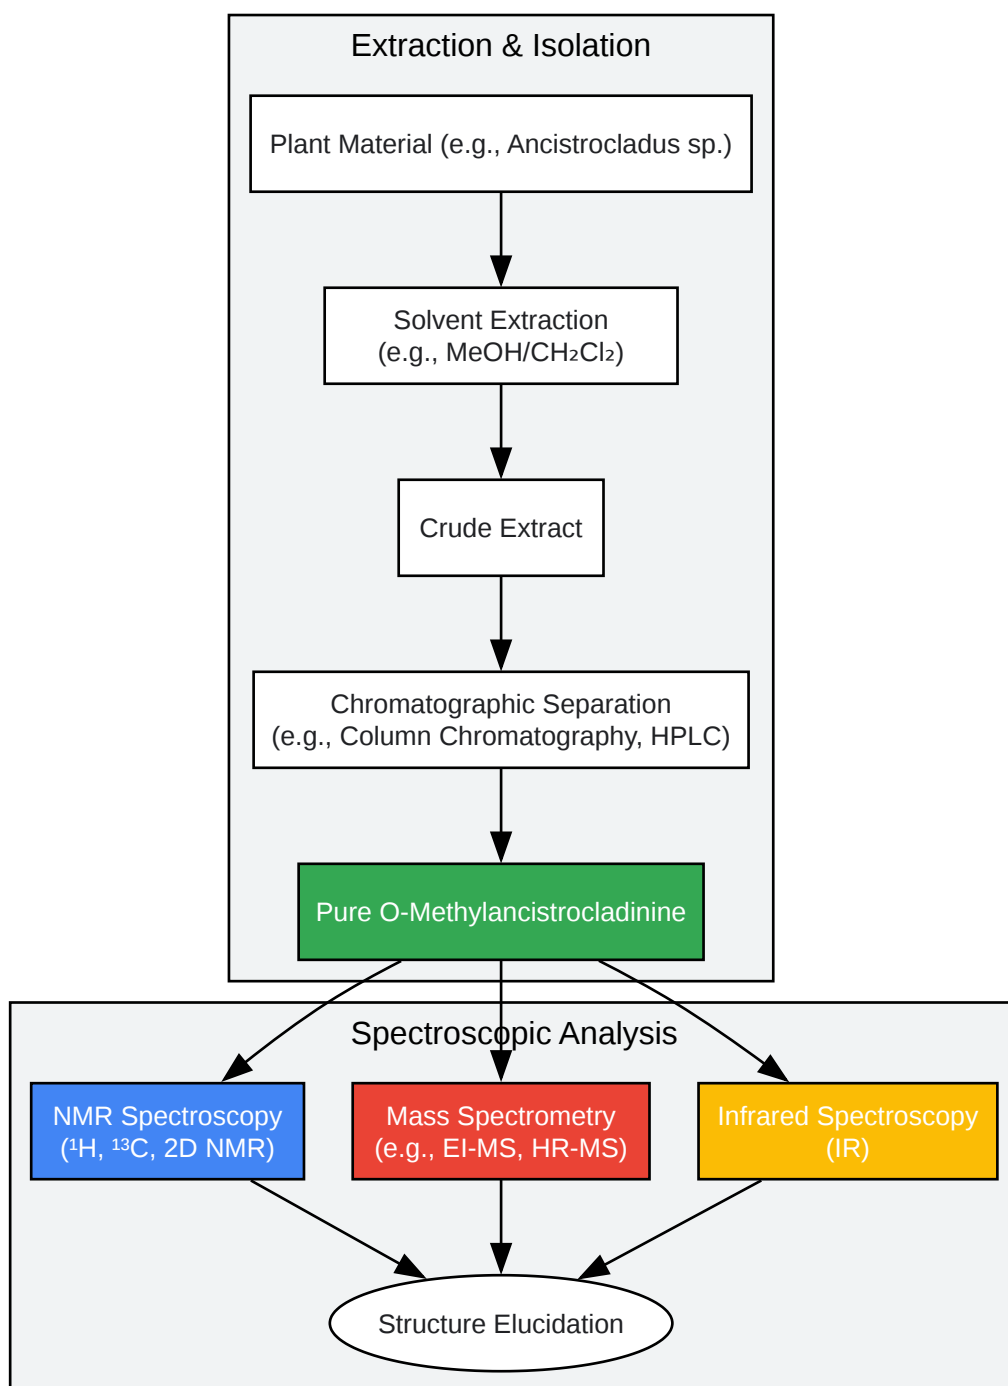 Extraction & Isolation
Plant Material (e.g., Ancistrocladus sp.)
Solvent Extraction
(e.g., MeOH/CH₂Cl₂)
Crude Extract
Chromatographic Separation
(e.g., Column Chromatography, HPLC)
Pure O-Methylancistrocladinine
Spectroscopic Analysis
NMR Spectroscopy
(¹H, ¹³C, 2D NMR)
Mass Spectrometry
(e.g., EI-MS, HR-MS)
Infrared Spectroscopy
(IR)
Structure Elucidation